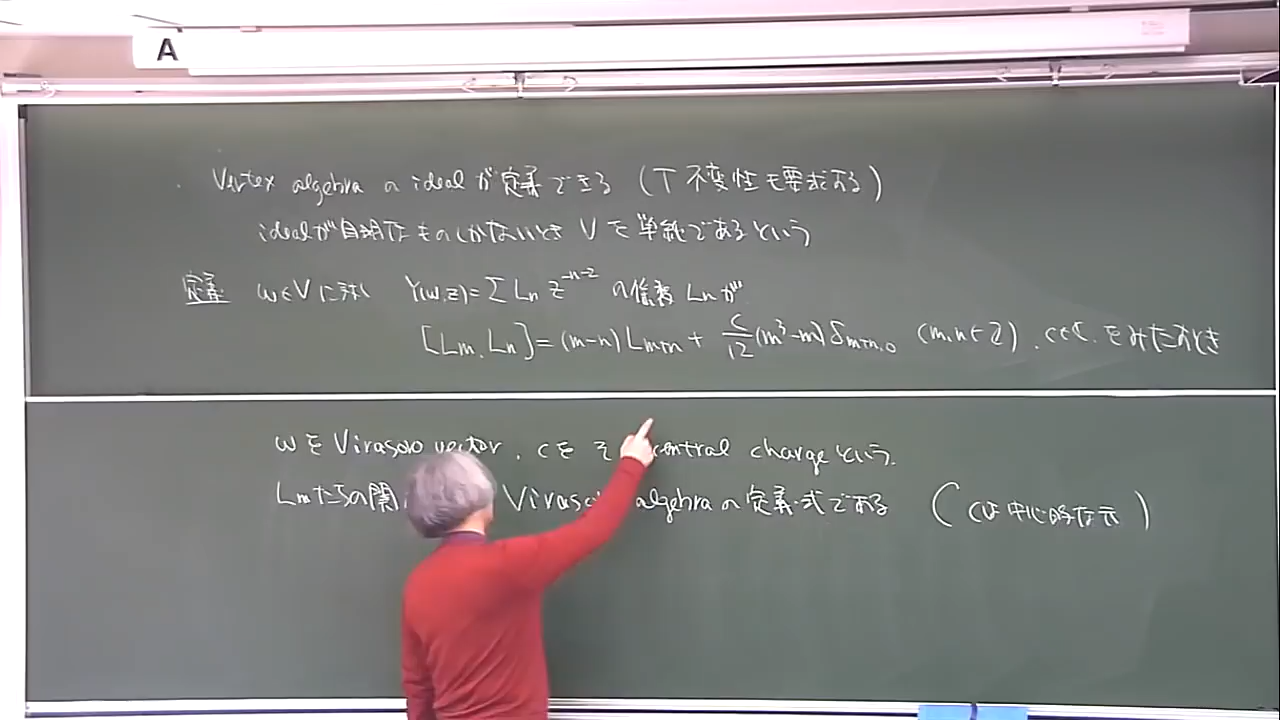 A
Vertex algebra の ideal が定義できる (T 不変性も要求する)
ideal が自明なものしかないとき V を単純であるという
定義 ω∈V に対し Y(ω,z)=∑ Ln z^{-n-2} の係数 Ln が
[Lm, Ln]=(m-n) Lm+n + c/12 (m³-m) δm+n,0 (m,n∈Z), c∈C, をみたすとき
ω を Virasoro vector, c を そ central charge という.
Lm たちの関 Virasoro algebra の定義式である (cは中心的な元)